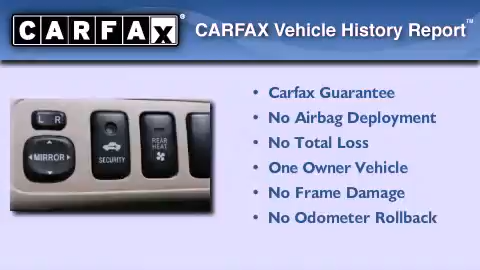 CARFAX® CARFAX Vehicle History Report™
L R
MIRROR
SECURITY
REAR
HEAT
• Carfax Guarantee
• No Airbag Deployment
• No Total Loss
• One Owner Vehicle
• No Frame Damage
• No Odometer Rollback